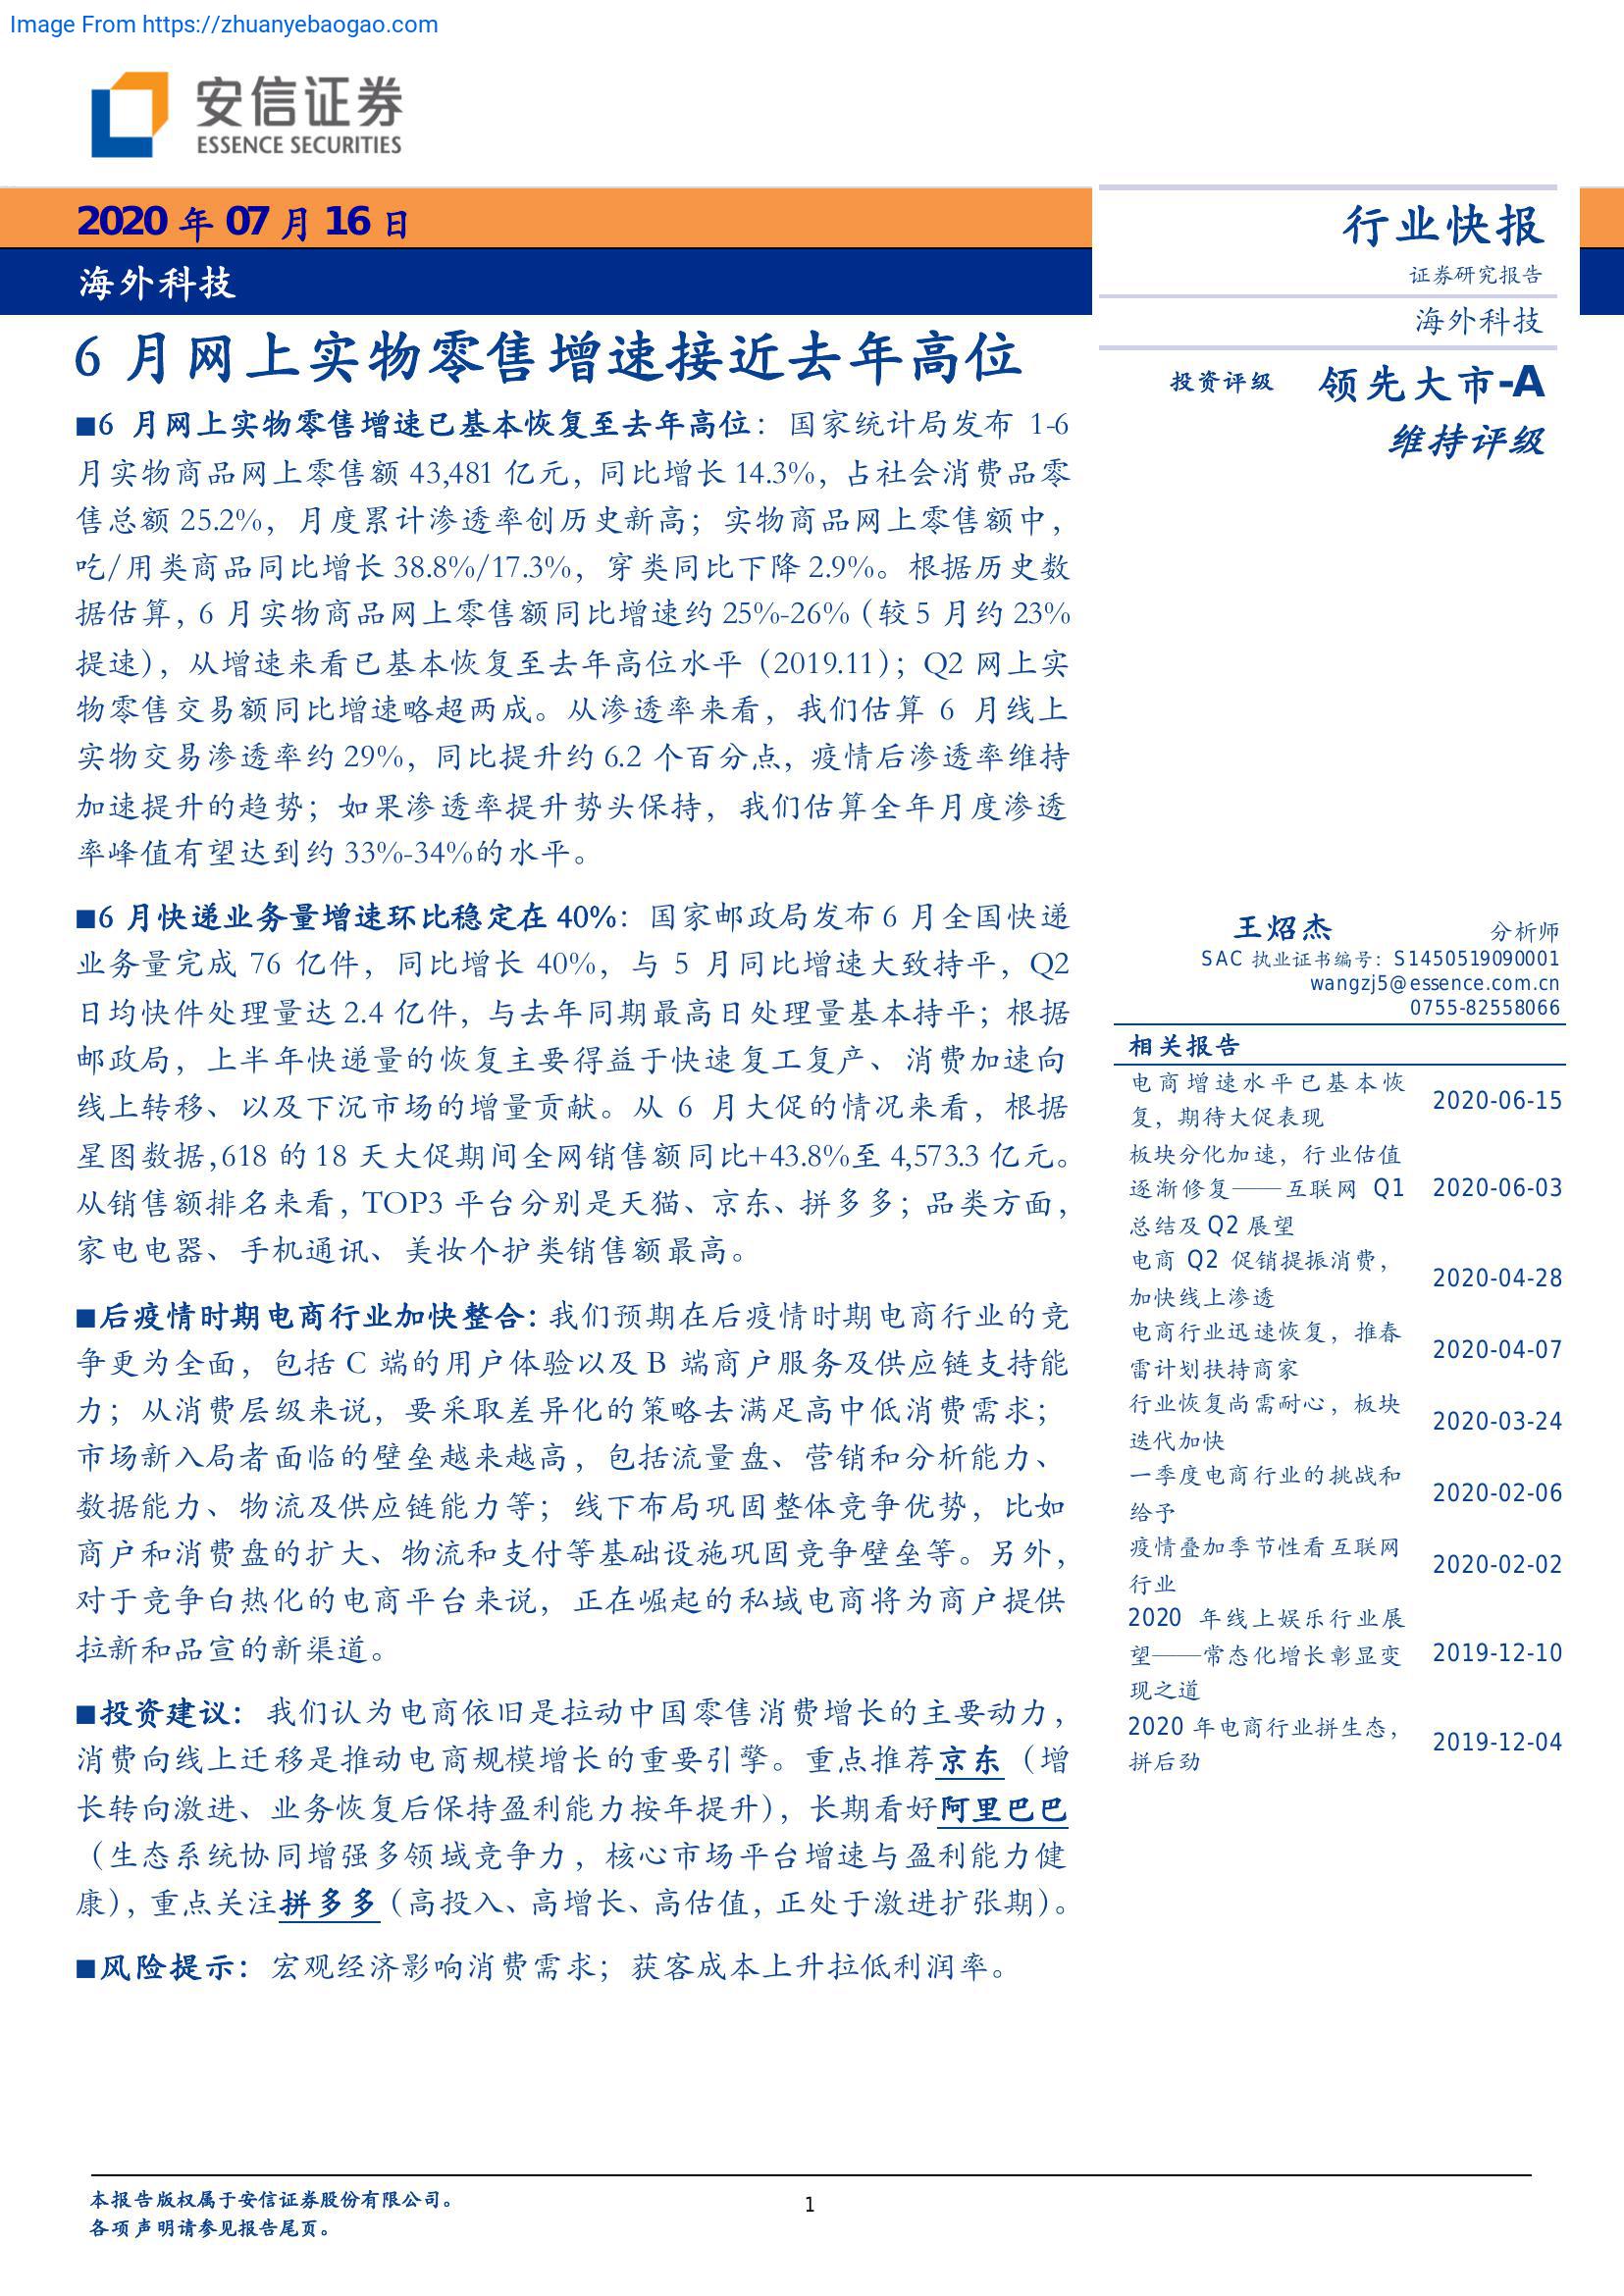 Image From https://zhuanyebaogao.com
安信证券
ESSENCE SECURITIES
2020 年 07 月 16 日
海外科技
行业快报
证券研究报告
海外科技
投资评级 领先大市-A
维持评级
6 月网上实物零售增速接近去年高位
■6 月网上实物零售增速已基本恢复至去年高位：国家统计局发布 1-6
月实物商品网上零售额 43,481 亿元，同比增长 14.3%，占社会消费品零
售总额 25.2%，月度累计渗透率创历史新高；实物商品网上零售额中，
吃/用类商品同比增长 38.8%/17.3%，穿类同比下降 2.9%。根据历史数
据估算，6 月实物商品网上零售额同比增速约 25%-26%（较 5 月约 23%
提速），从增速来看已基本恢复至去年高位水平（2019.11）；Q2 网上实
物零售交易额同比增速略超两成。从渗透率来看，我们估算 6 月线上
实物交易渗透率约 29%，同比提升约 6.2 个百分点，疫情后渗透率维持
加速提升的趋势；如果渗透率提升势头保持，我们估算全年月度渗透
率峰值有望达到约 33%-34%的水平。
■6 月快递业务量增速环比稳定在 40%：国家邮政局发布 6 月全国快递
业务量完成 76 亿件，同比增长 40%，与 5 月同比增速大致持平，Q2
日均快件处理量达 2.4 亿件，与去年同期最高日处理量基本持平；根据
邮政局，上半年快递量的恢复主要得益于快速复工复产、消费加速向
线上转移、以及下沉市场的增量贡献。从 6 月大促的情况来看，根据
星图数据,618 的 18 天大促期间全网销售额同比+43.8%至 4,573.3 亿元。
从销售额排名来看，TOP3 平台分别是天猫、京东、拼多多；品类方面，
家电电器、手机通讯、美妆个护类销售额最高。
■后疫情时期电商行业加快整合：我们预期在后疫情时期电商行业的竞
争更为全面，包括 C 端的用户体验以及 B 端商户服务及供应链支持能
力；从消费层级来说，要采取差异化的策略去满足高中低消费需求；
市场新入局者面临的壁垒越来越高，包括流量盘、营销和分析能力、
数据能力、物流及供应链能力等；线下布局巩固整体竞争优势，比如
商户和消费盘的扩大、物流和支付等基础设施巩固竞争壁垒等。另外，
对于竞争白热化的电商平台来说，正在崛起的私域电商将为商户提供
拉新和品宣的新渠道。
■投资建议：我们认为电商依旧是拉动中国零售消费增长的主要动力，
消费向线上迁移是推动电商规模增长的重要引擎。重点推荐京东（增
长转向激进、业务恢复后保持盈利能力按年提升），长期看好阿里巴巴
（生态系统协同增强多领域竞争力，核心市场平台增速与盈利能力健
康），重点关注拼多多（高投入、高增长、高估值，正处于激进扩张期）。
■风险提示：宏观经济影响消费需求；获客成本上升拉低利润率。
王炤杰 分析师
SAC 执业证书编号：S1450519090001
wangzj5@essence.com.cn
0755-82558066
相关报告
电商增速水平已基本恢
复，期待大促表现 2020-06-15
板块分化加速，行业估值
逐渐修复——互联网 Q1 2020-06-03
总结及 Q2 展望
电商 Q2 促销提振消费，
加快线上渗透 2020-04-28
电商行业迅速恢复，推春
雷计划扶持商家 2020-04-07
行业恢复尚需耐心，板块
迭代加快 2020-03-24
一季度电商行业的挑战和
给予 2020-02-06
疫情叠加季节性看互联网
行业 2020-02-02
2020 年线上娱乐行业展
望——常态化增长彰显变 2019-12-10
现之道
2020 年电商行业拼生态，
拼后劲 2019-12-04
本报告版权属于安信证券股份有限公司。
各项声明请参见报告尾页。
1